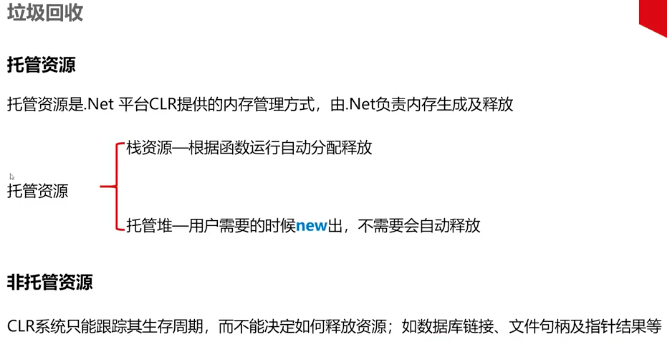 垃圾回收
托管资源
托管资源是.Net 平台CLR提供的内存管理方式，由.Net负责内存生成及释放
栈资源—根据函数运行自动分配释放
托管资源
托管堆—用户需要的时候new出，不需要会自动释放
非托管资源
CLR系统只能跟踪其生存周期，而不能决定如何释放资源；如数据库链接、文件句柄及指针结果等